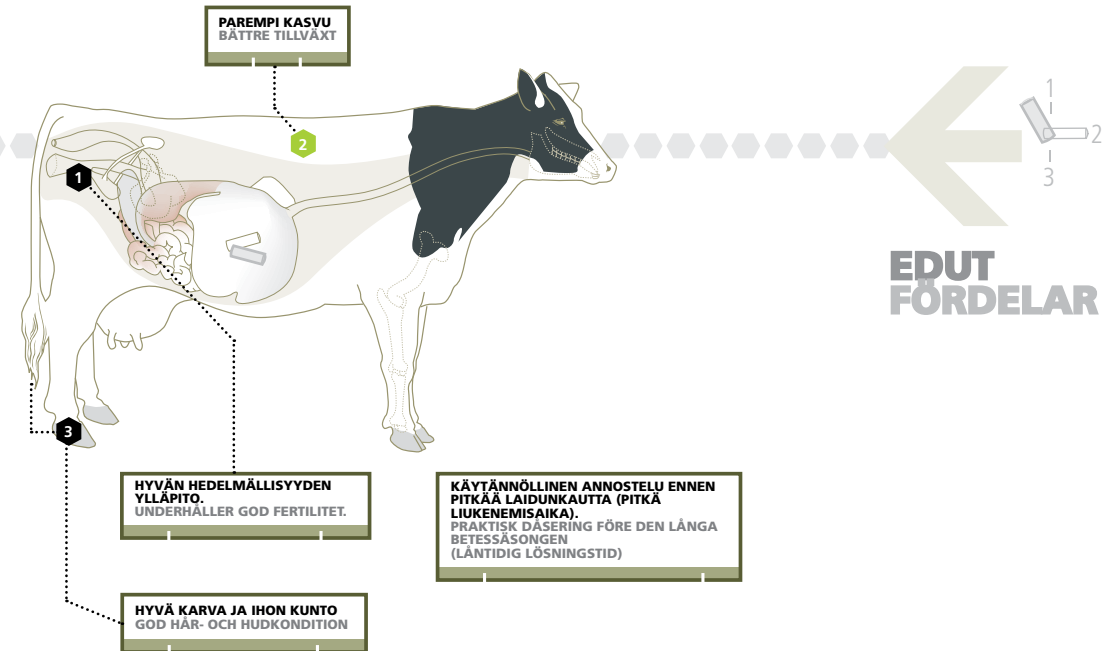 PAREMPI KASVU
BÄTTRE TILLVÄXT
2
1
1
2
3
EDUT
FÖRDELAR
3
HYVÄN HEDELMÄLLISYYDEN
YLLÄPITO.
UNDERHÅLLER GOD FERTILITET.
KÄYTÄNNÖLLINEN ANNOSTELU ENNEN
PITKÄÄ LAIDUNKAUTTA (PITKÄ
LIUKENEMISAIKA).
PRAKTISK DÅSERING FÖRE DEN LÅNGA
BETESSÄSONGEN
(LÅNTIDIG LÖSNINGSTID)
HYVÄ KARVA JA IHON KUNTO
GOD HÅR- OCH HUDKONDITION